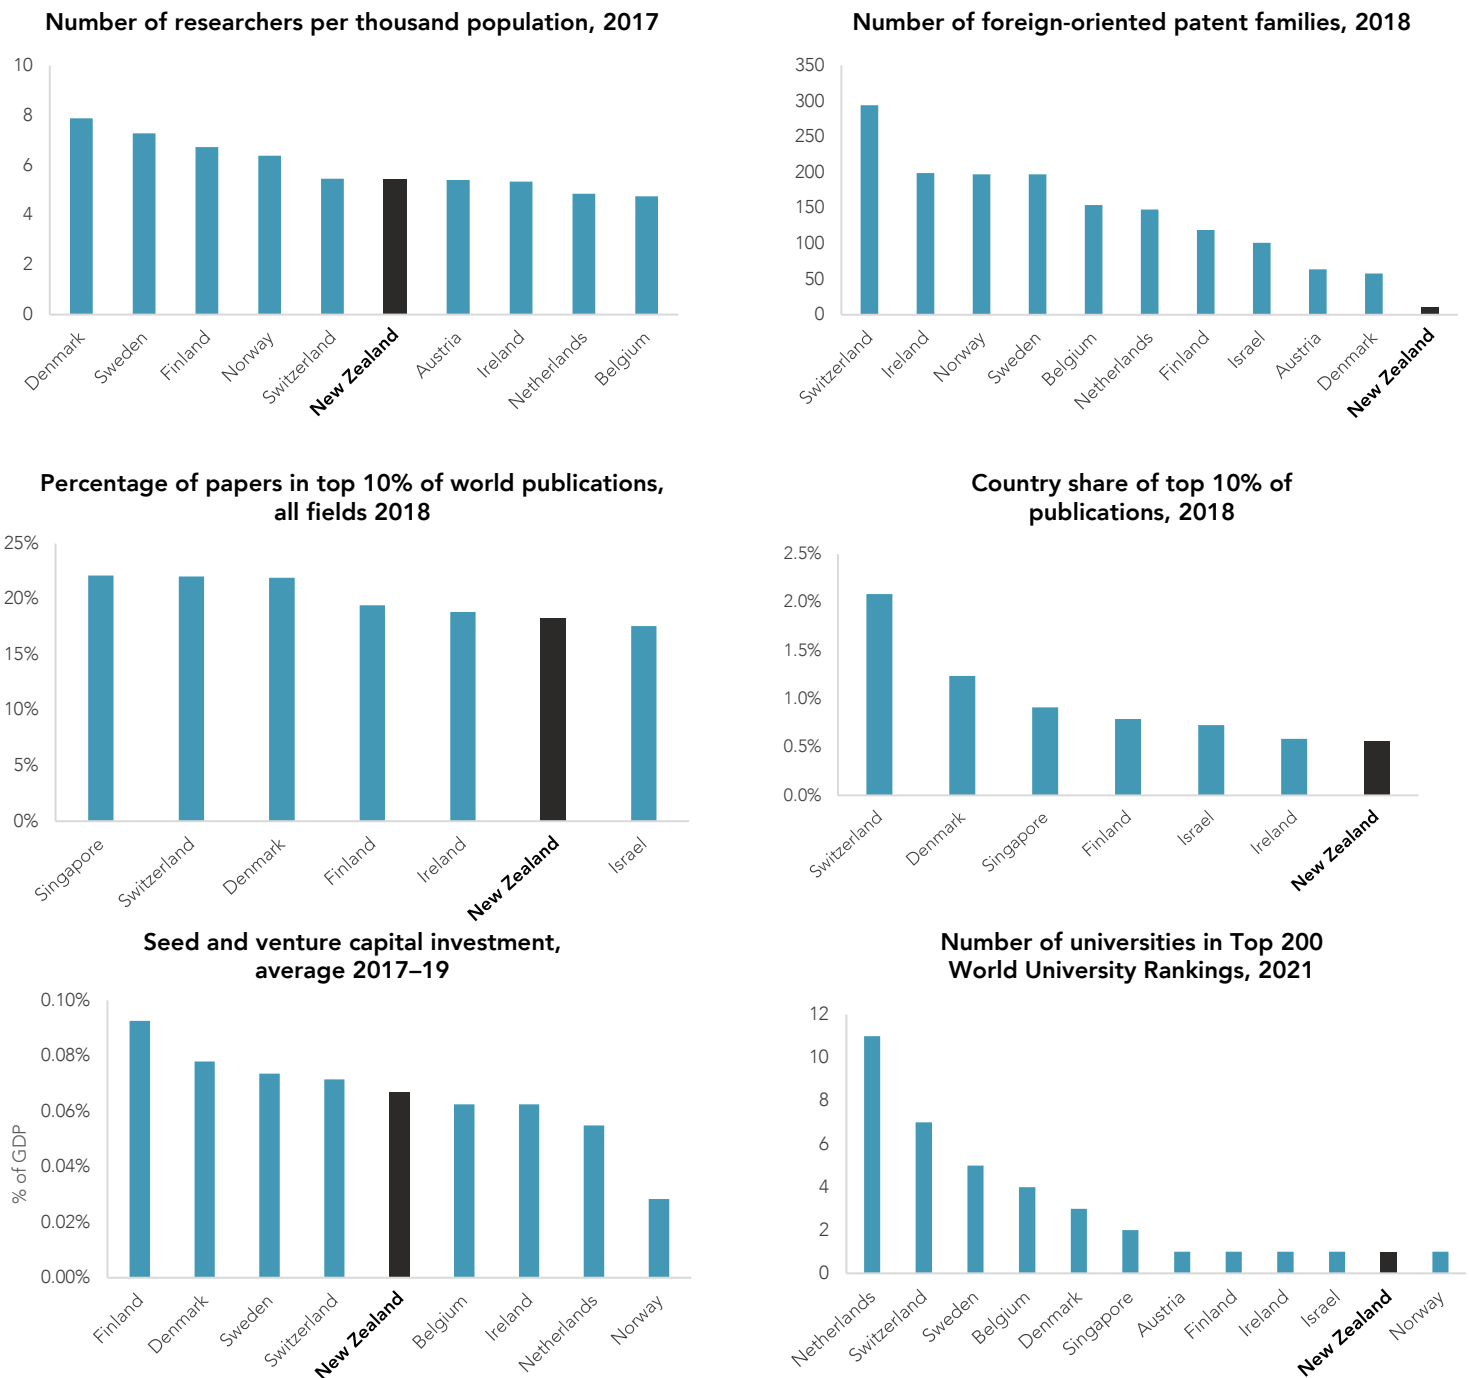 Number of researchers per thousand population, 2017
10
8
6
4
2
0
Denmark
Sweden
Finland
Norway
Switzerland
New Zealand
Austria
Ireland
Netherlands
Belgium
Number of foreign-oriented patent families, 2018
350
300
250
200
150
100
50
0
Switzerland
Ireland
Norway
Sweden
Belgium
Netherlands
Finland
Israel
Austria
Denmark
New Zealand
Percentage of papers in top 10% of world publications,
all fields 2018
25%
20%
15%
10%
5%
0%
Singapore
Switzerland
Denmark
Finland
Ireland
New Zealand
Israel
Country share of top 10% of
publications, 2018
2.5%
2.0%
1.5%
1.0%
0.5%
0.0%
Switzerland
Denmark
Singapore
Finland
Israel
Ireland
New Zealand
Seed and venture capital investment,
average 2017–19
% of GDP
0.10%
0.08%
0.06%
0.04%
0.02%
0.00%
Finland
Denmark
Sweden
Switzerland
New Zealand
Belgium
Ireland
Netherlands
Norway
Number of universities in Top 200
World University Rankings, 2021
12
10
8
6
4
2
0
Netherlands
Switzerland
Sweden
Belgium
Denmark
Singapore
Austria
Finland
Ireland
Israel
New Zealand
Norway